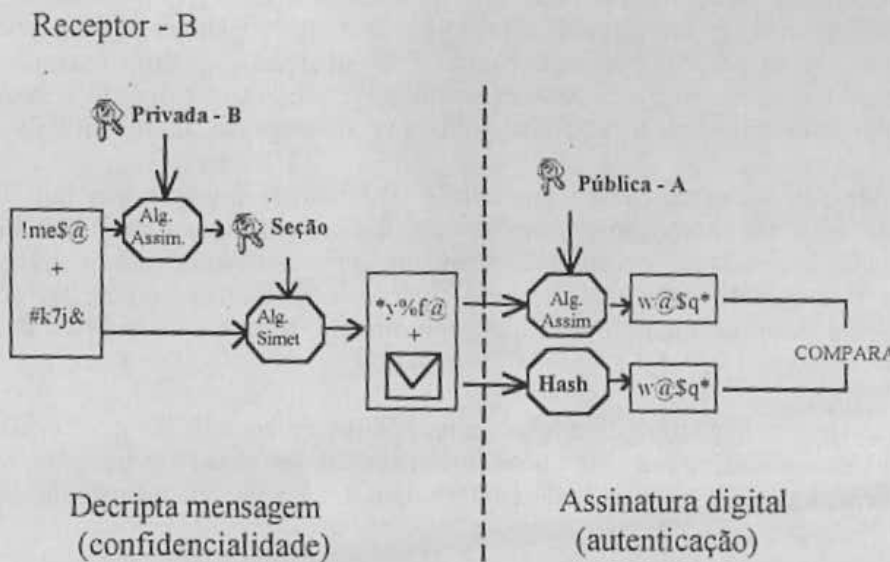 Receptor - B
Privada - B
Pública - A
!me$@
+
#k7j&
Alg.
Assim.
Seção
Alg.
Simet
*y%f@
+
Alg.
Assim
w@$q*
Hash
w@$q*
COMPARA
Decripta mensagem
(confidencialidade)
Assinatura digital
(autenticação)